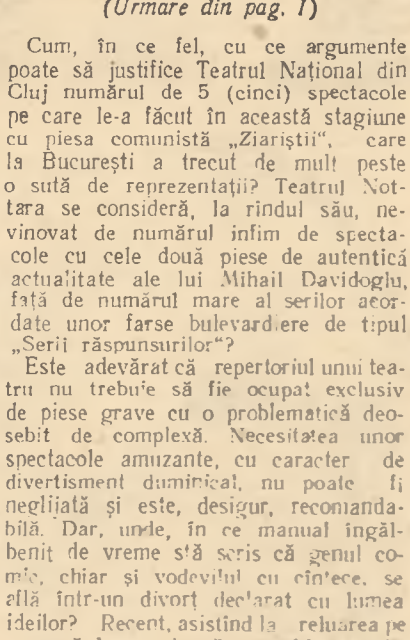 (Urmare din pag. 1)
Cum, în ce fel, cu ce argumente
poate să justifice Teatrul Național din
Cluj numărul de 5 (cinci) spectacole
pe care le-a făcut în această stagiune
cu piesa comunistă „Ziariștii“, care
la București a trecut de mult peste
o sută de reprezentații? Teatrul Not-
tara se consideră, la rîndul său, ne-
vinovat de numărul infim de specta-
cole cu cele două piese de autentică
actualitate ale lui Mihail Davidoglu,
față de numărul mare al serilor acor-
date unor farse bulevardiere de tipul
„Serii răspunsurilor“?
Este adevărat că repertoriul unui tea-
tru nu trebuie să fie ocupat exclusiv
de piese grave cu o problematică deo-
sebit de complexă. Necesitatea unor
spectacole amuzante, cu caracter de
divertisment duminical, nu poate fi
neglijată și este, desigur, recomanda-
bilă. Dar, unde, în ce manual îngăl-
benit de vreme stă scris că genul co-
mic, chiar și vodevilul cu cîntece, se
află într-un divorț declarat cu lumea
ideilor? Recent, asistînd la reluarea pe